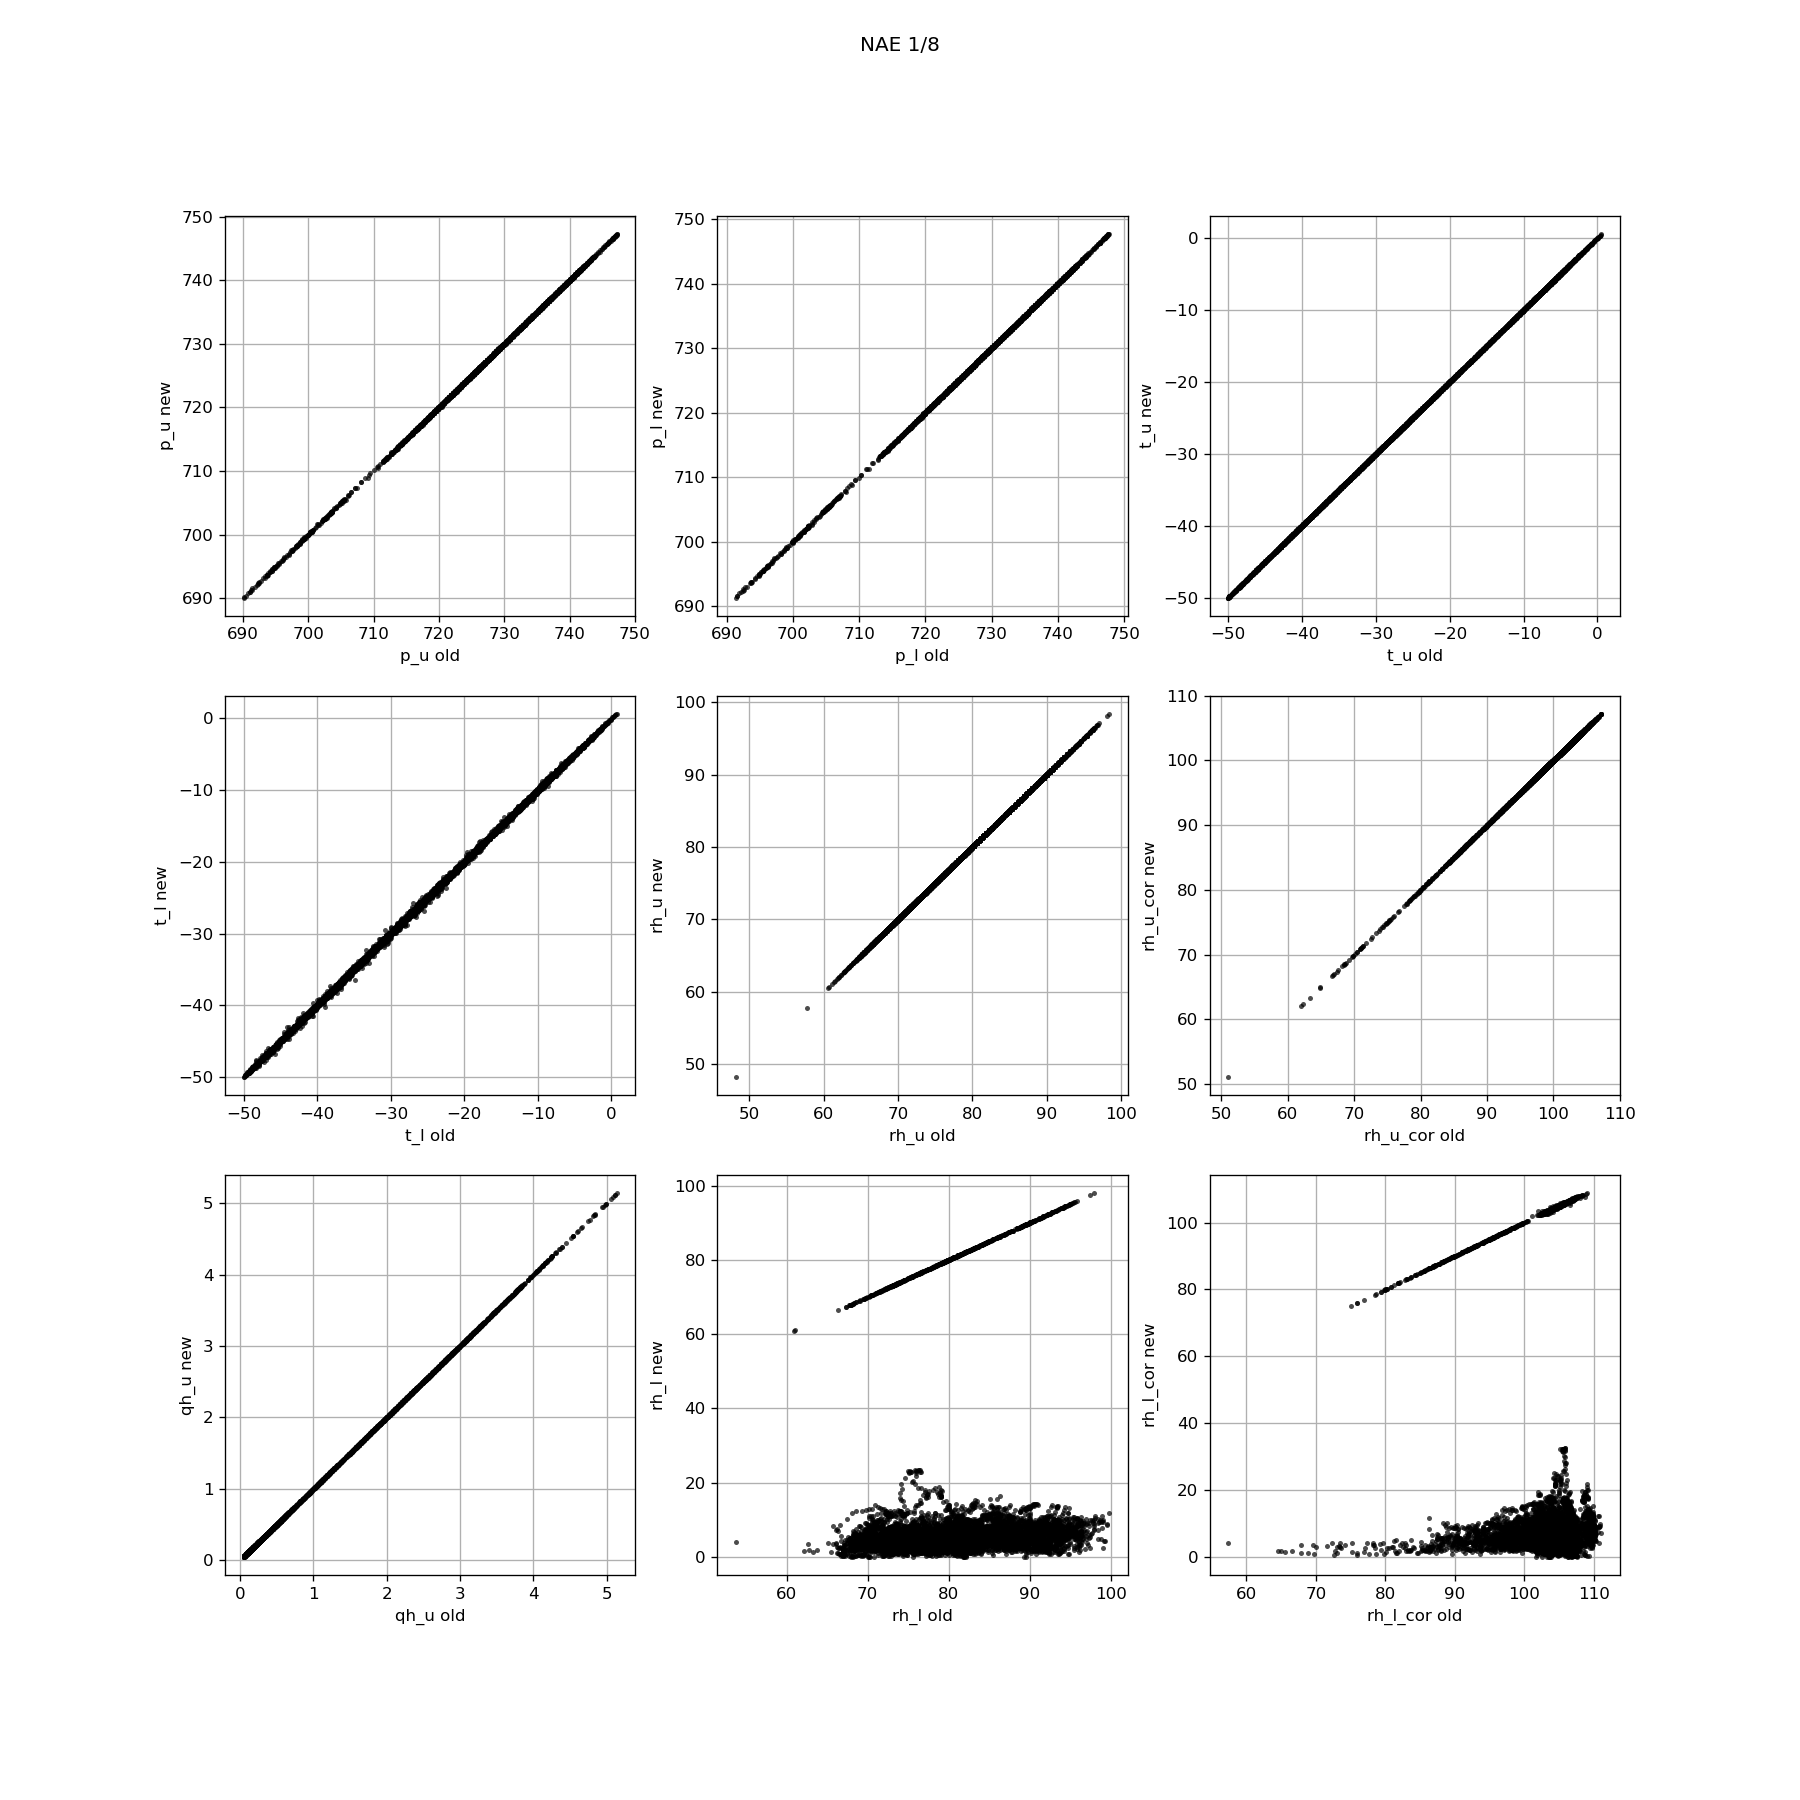 NAE 1/8
750
740
730
720
710
700
690
p_u new
690 700 710 720 730 740 750
p_u old
750
740
730
720
710
700
690
p_l new
690 700 710 720 730 740 750
p_l old
0
−10
−20
−30
−40
−50
t_u new
−50 −40 −30 −20 −10 0
t_u old
0
−10
−20
−30
−40
−50
t_l new
−50 −40 −30 −20 −10 0
t_l old
100
90
80
70
60
50
rh_u new
50 60 70 80 90 100
rh_u old
110
100
90
80
70
60
50
rh_u_cor new
50 60 70 80 90 100 110
rh_u_cor old
5
4
3
2
1
0
qh_u new
0 1 2 3 4 5
qh_u old
100
80
60
40
20
0
rh_l new
60 70 80 90 100
rh_l old
100
80
60
40
20
0
rh_l_cor new
60 70 80 90 100 110
rh_l_cor old